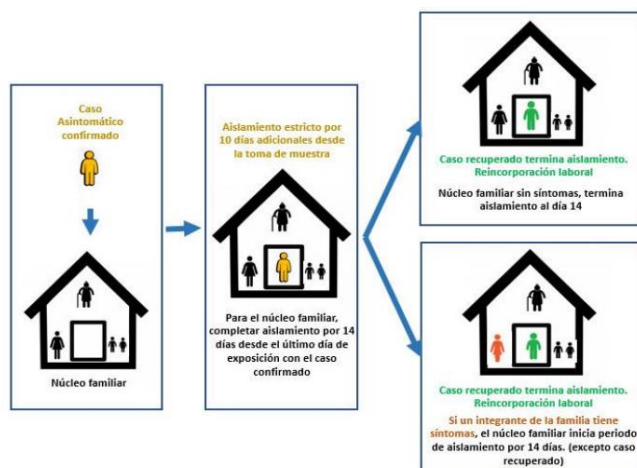 Caso
Asintomático
confirmado
Núcleo familiar
Aislamiento estricto por
10 días adicionales desde
la toma de muestra
Para el núcleo familiar,
completar aislamiento por 14
días desde el último día de
exposición con el caso
confirmado
Caso recuperado termina aislamiento.
Reincorporación laboral
Núcleo familiar sin síntomas, termina
aislamiento al día 14
Caso recuperado termina aislamiento.
Reincorporación laboral
Si un integrante de la familia tiene
síntomas, el núcleo familiar inicia periodo
de aislamiento por 14 días. (excepto caso
recuperado)